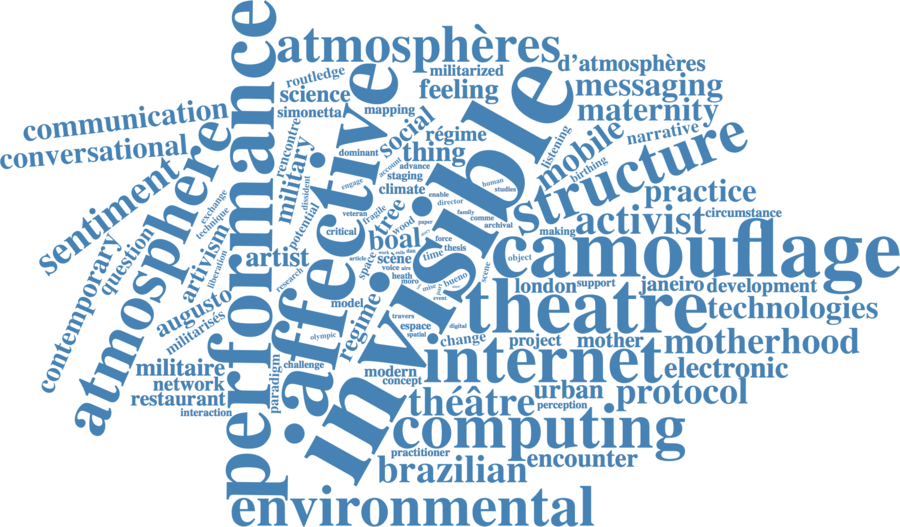 performance
atmosphères
d'atmosphères
routledge
militarized
science
feeling
messaging
simonetta
mapping
maternity
communication
conversational
affective
invisible
social
régime
listening
mobile
narrative
structure
sentiment
atmosphere
rencontre
military
dominant
thing
account
advance
staging
birthing
practice
exchange
technique
dissident
engage
climate
human
studies
enable
director
activist
circumstance
contemporary
question
artivism
liberation
potential
veteran
fragile
tree
wood
paper
family
comme
archival
making
critical
boal
force
time
thesis
camouflage
artist
space
scène
article
voice
heath
moro
bueno
scene
object
augusto
militarisés
research
model
régime
mise
event
london
support
janeiro
development
theatre
technologies
travers
espace
spatial
digital
olympic
change
project
mother
motherhood
militaire
network
restaurant
interaction
paradigm
challenge
modern
concept
internet
electronic
théâtre
urban
perception
protocol
computing
practitioner
brazilian
encounter
environmental